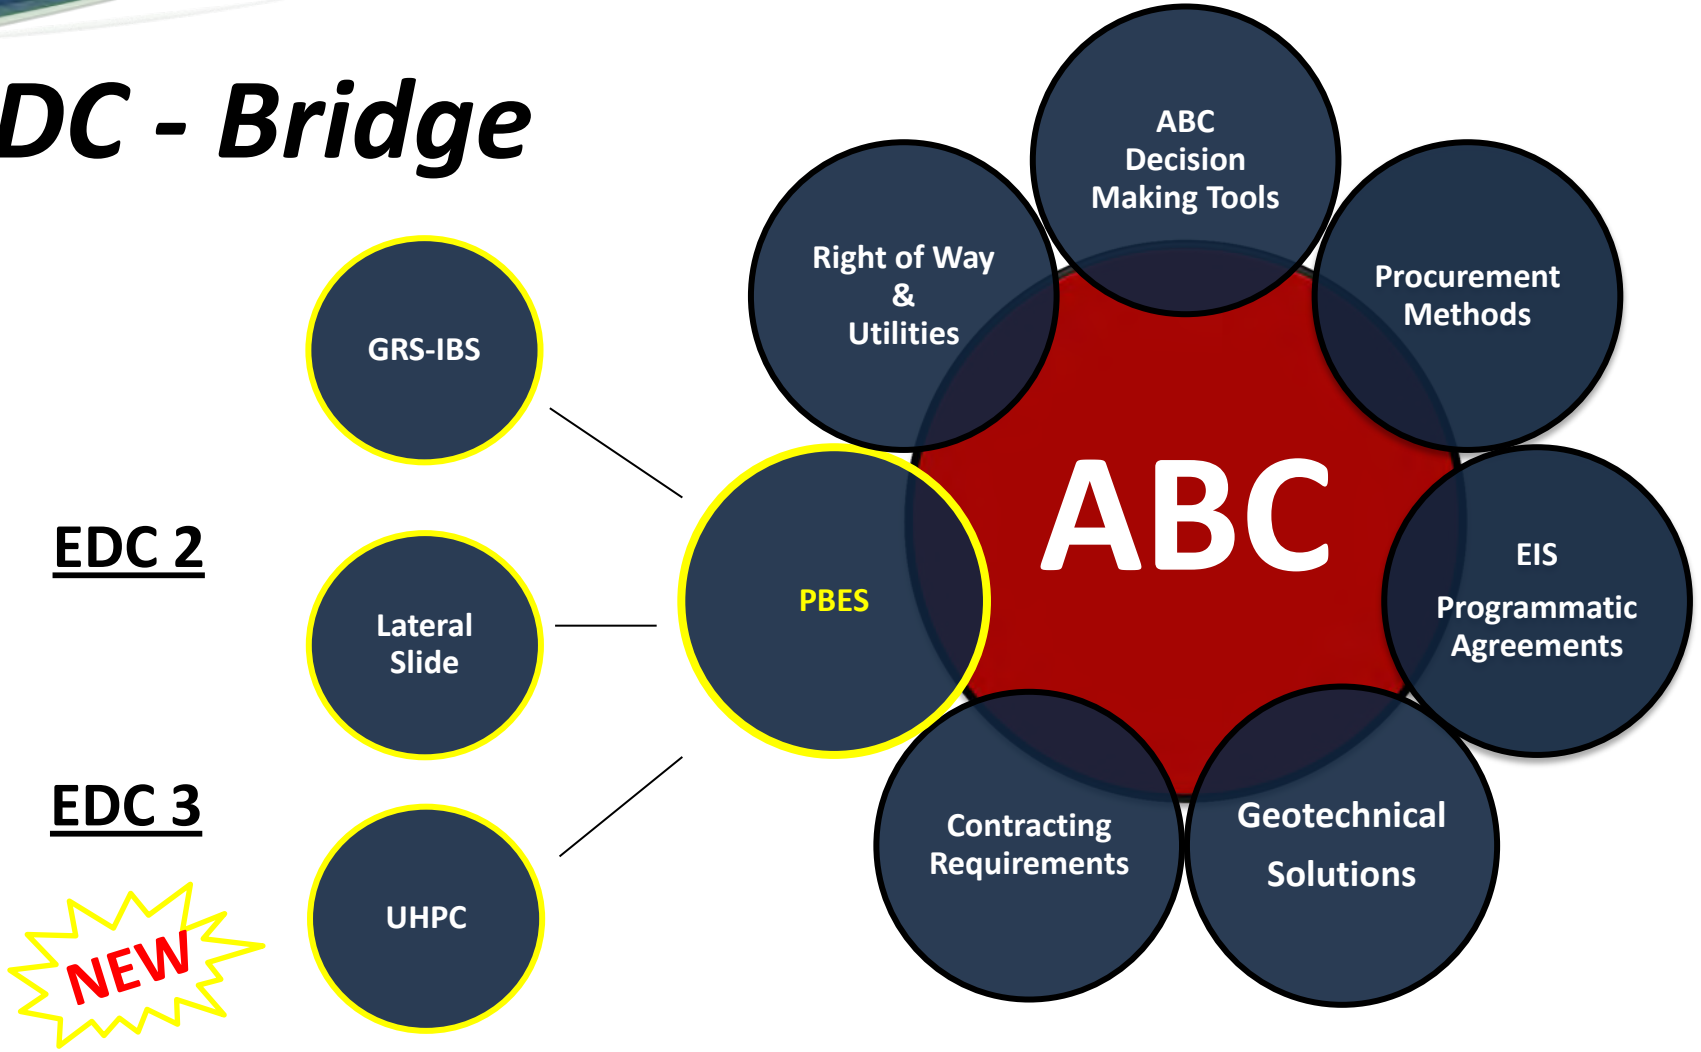 DC - Bridge
ABC
Decision
Making Tools
Right of Way
&
Utilities
Procurement
Methods
GRS-IBS
EDC 2
ABC
EIS
Programmatic
Agreements
PBES
Lateral
Slide
EDC 3
Contracting
Requirements
Geotechnical
Solutions
UHPC
NEW